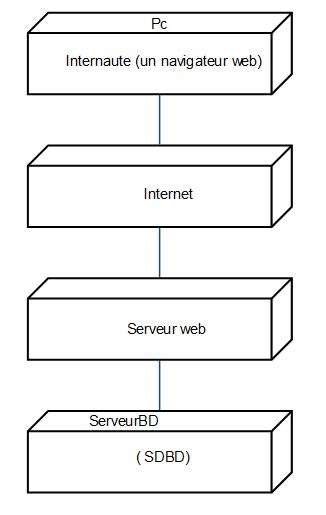 Pc
Internaute (un navigateur web)
Internet
Serveur web
ServeurBD
( SDBD)